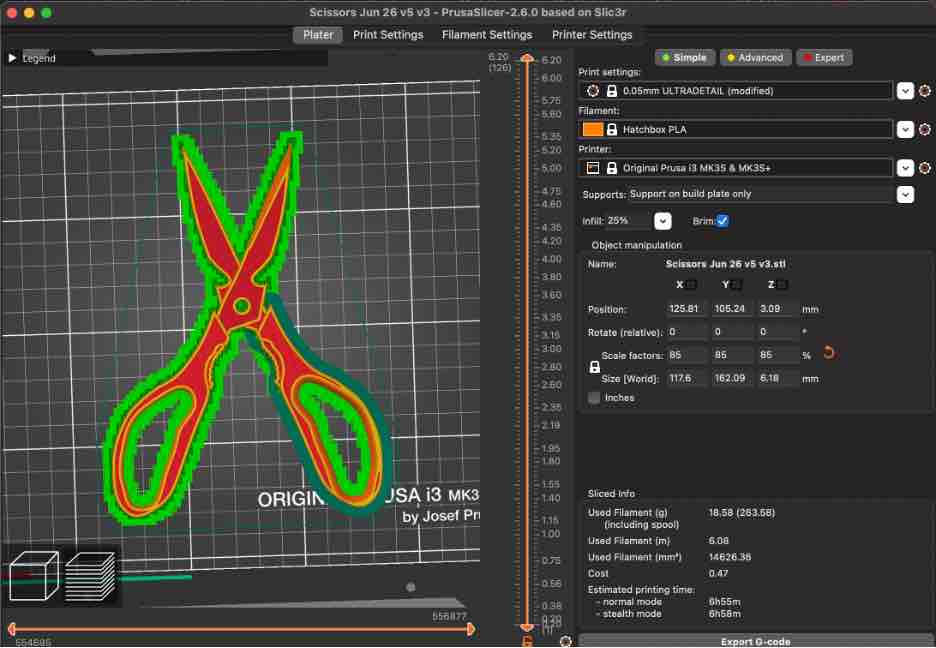 Scissors Jun 26 v5 v3 - PrusaSlicer-2.6.0 based on Slic3r
Plater Print Settings Filament Settings Printer Settings
Legend
6.20
(126)
6.20
6.00
5.75
5.60
5.35
5.20
5.00
4.75
4.60
4.35
4.20
4.00
3.80
3.60
3.35
3.15
3.00
2.80
2.60
2.35
2.19
1.95
1.80
1.55
1.40
1.15
1.00
0.75
0.56
0.38
0.20
(1)
Simple Advanced Expert
Print settings:
0.05mm ULTRADETAIL (modified)
Filament:
Hatchbox PLA
Printer:
Original Prusa i3 MK3S & MK3S+
Supports: Support on build plate only
Infill: 25% Brim:
Object manipulation
Name: Scissors Jun 26 v5 v3.stl
X Y Z
Position: 125.81 105.24 3.09 mm
Rotate (relative): 0 0 0 °
Scale factors: 85 85 85 %
Size [World]: 117.6 162.09 6.18 mm
Inches
ORIGIN USA i3 MK3
by Josef Pru
Sliced Info
Used Filament (g) 18.58 (263.58)
(including spool)
Used Filament (m) 6.08
Used Filament (mm³) 14626.36
Cost 0.47
Estimated printing time:
- normal mode 6h55m
- stealth mode 6h58m
556877
554685
Export G-code